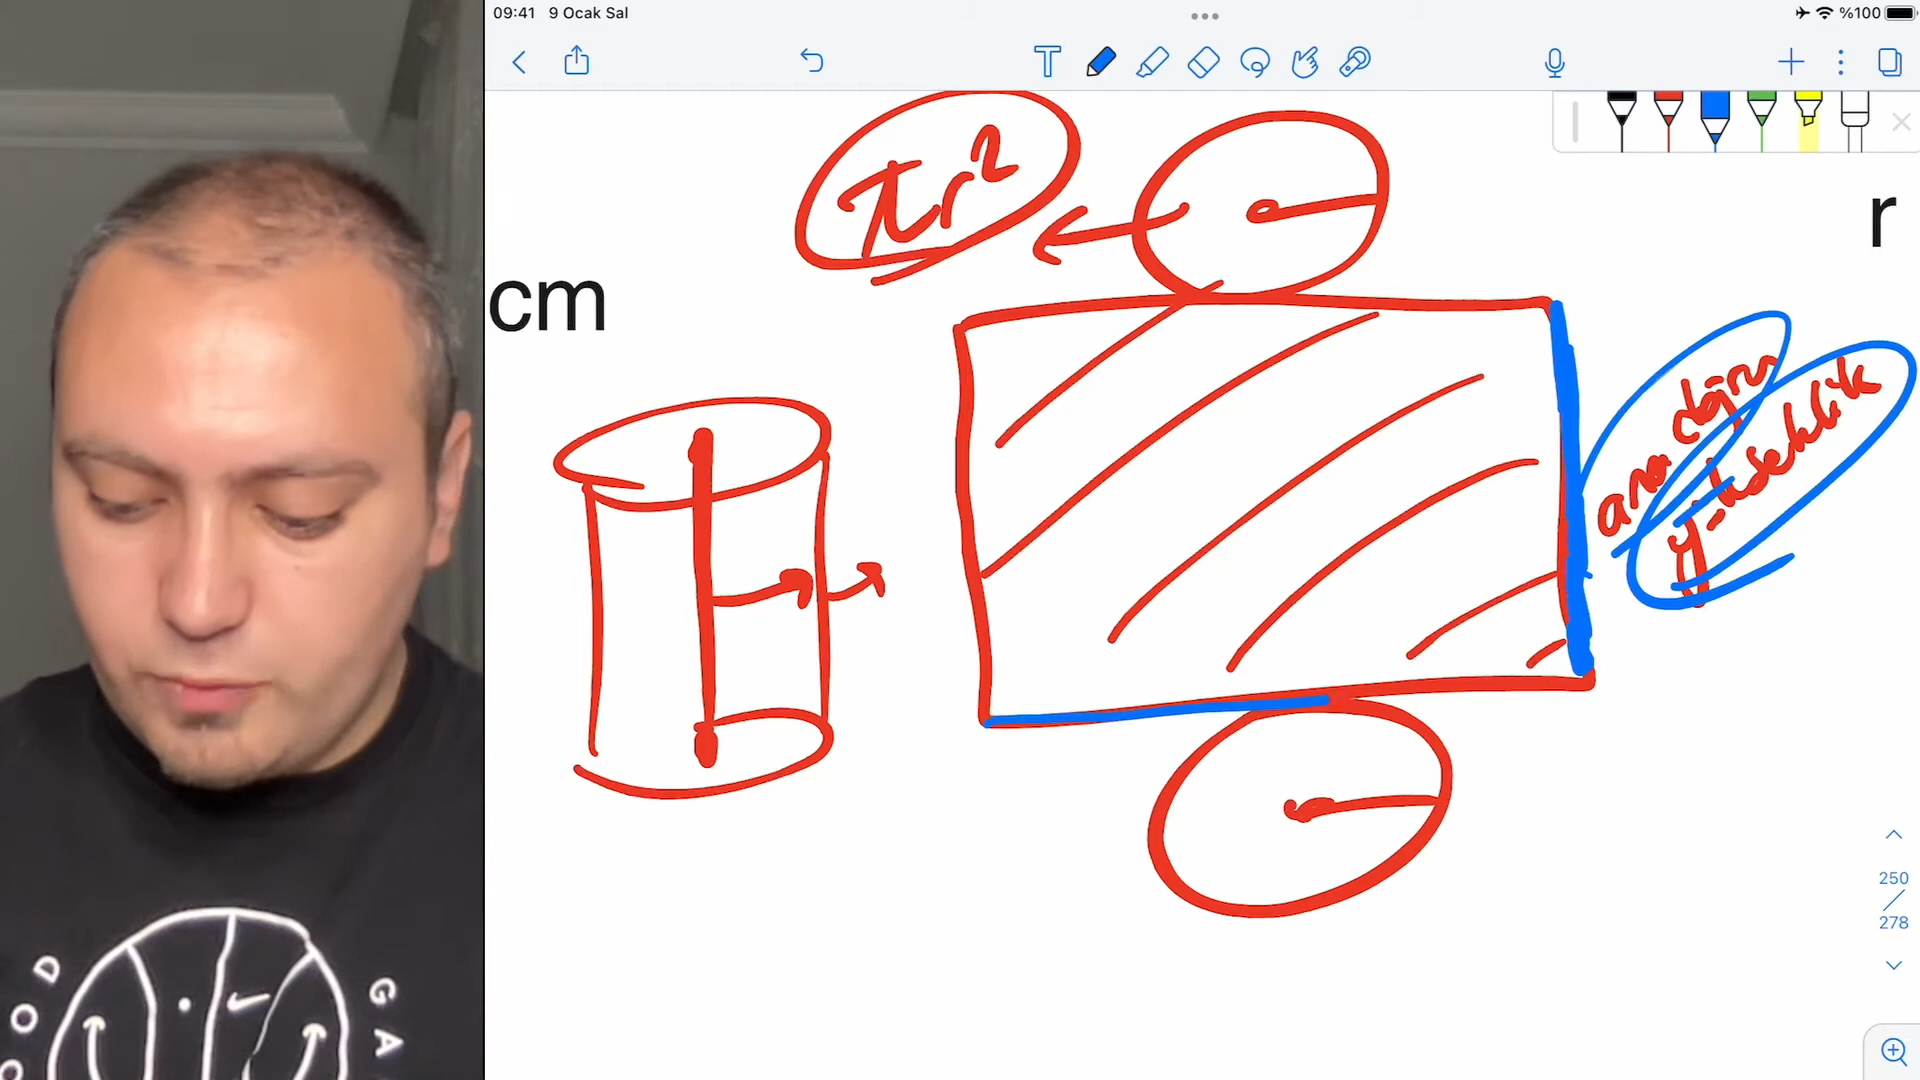 09:41 9 Ocak Sal
%100
πr²
r
cm
ana doğru
yükseklik
250
278
D
O
O
G
A